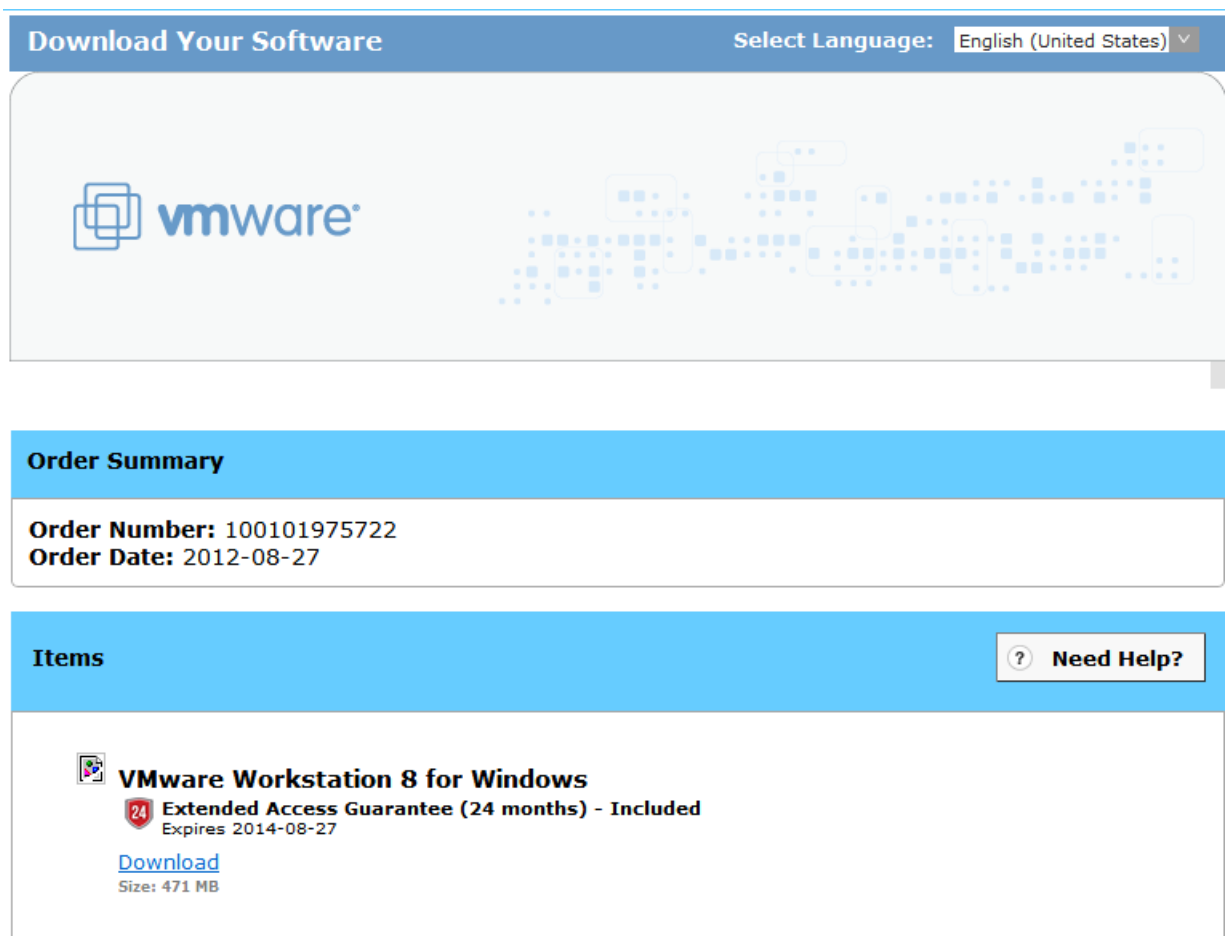 Download Your Software
Select Language: English (United States)
vmware®
Order Summary
Order Number: 100101975722
Order Date: 2012-08-27
Items
? Need Help?
VMware Workstation 8 for Windows
24 Extended Access Guarantee (24 months) - Included
Expires 2014-08-27
Download
Size: 471 MB